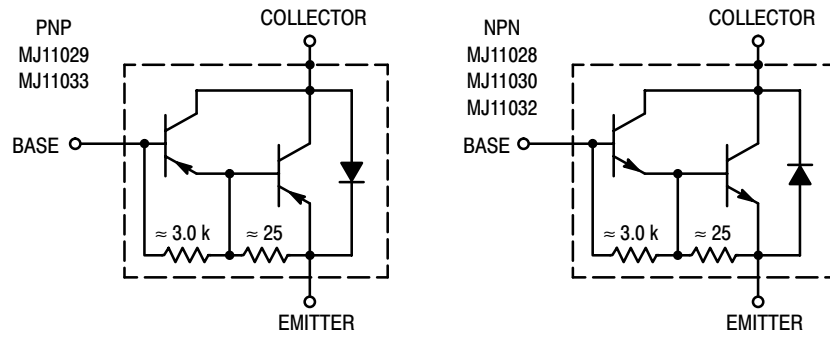 PNP
MJ11029
MJ11033
COLLECTOR
BASE
≈ 3.0 k
≈ 25
EMITTER
NPN
MJ11028
MJ11030
MJ11032
COLLECTOR
BASE
≈ 3.0 k
≈ 25
EMITTER